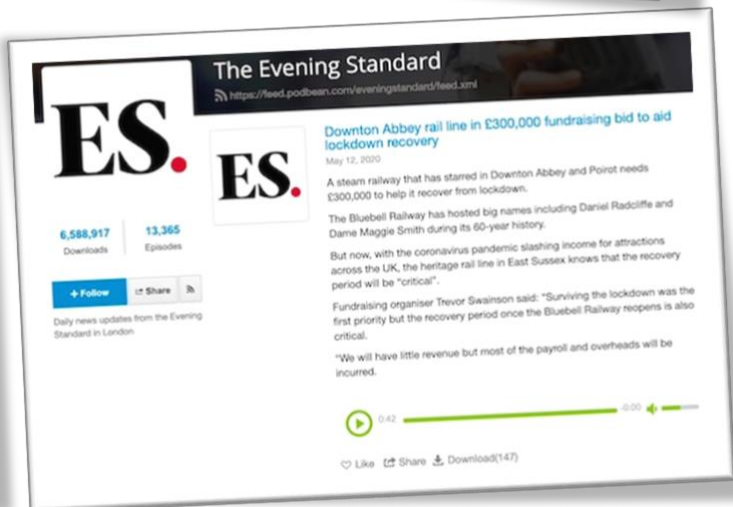 The Evening Standard
https://feed.podbean.com/eveningstandard/feed.xml
ES.
ES.
6,588,917
Downloads
13,365
Episodes
+ Follow
Share
Daily news updates from the Evening
Standard in London
Downton Abbey rail line in £300,000 fundraising bid to aid
lockdown recovery
May 12, 2020
A steam railway that has starred in Downton Abbey and Poirot needs
£300,000 to help it recover from lockdown.
The Bluebell Railway has hosted big names including Daniel Radcliffe and
Dame Maggie Smith during its 60-year history.
But now, with the coronavirus pandemic slashing income for attractions
across the UK, the heritage rail line in East Sussex knows that the recovery
period will be "critical".
Fundraising organiser Trevor Swainson said: "Surviving the lockdown was the
first priority but the recovery period once the Bluebell Railway reopens is also
critical.
"We will have little revenue but most of the payroll and overheads will be
incurred.
0:42
-0:00
Like
Share
Download(147)